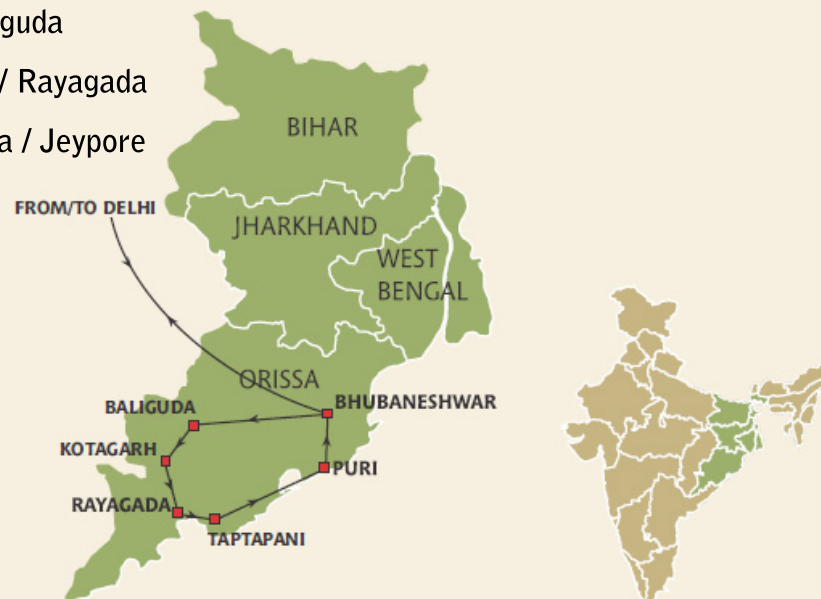 guda
/ Rayagada
a / Jeypore
BIHAR
FROM/TO DELHI
JHARKHAND
WEST
BENGAL
ORISSA
BHUBANESHWAR
BALIGUDA
KOTAGARH
PURI
RAYAGADA
TAPTAPANI